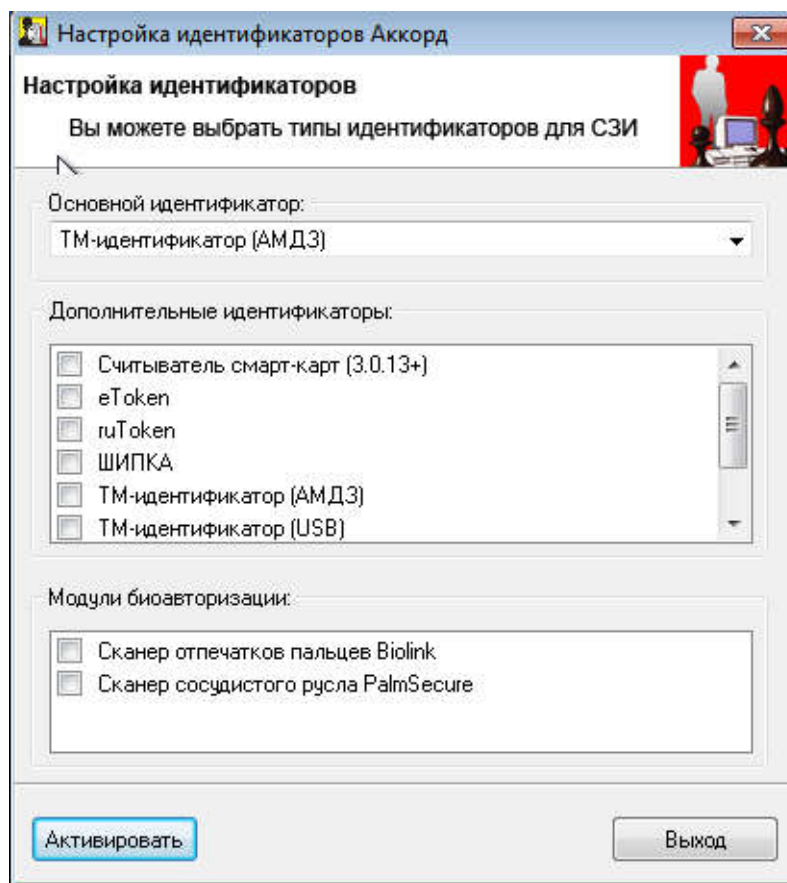 Настройка идентификаторов Аккорд
Настройка идентификаторов
Вы можете выбрать типы идентификаторов для СЗИ
Основной идентификатор:
ТМ-идентификатор (АМДЗ)
Дополнительные идентификаторы:
Считыватель смарт-карт (3.0.13+)
eToken
ruToken
ШИПКА
ТМ-идентификатор (АМДЗ)
ТМ-идентификатор (USB)
Модули биоавторизации:
Сканер отпечатков пальцев Biolink
Сканер сосудистого русла PalmSecure
Активировать
Выход